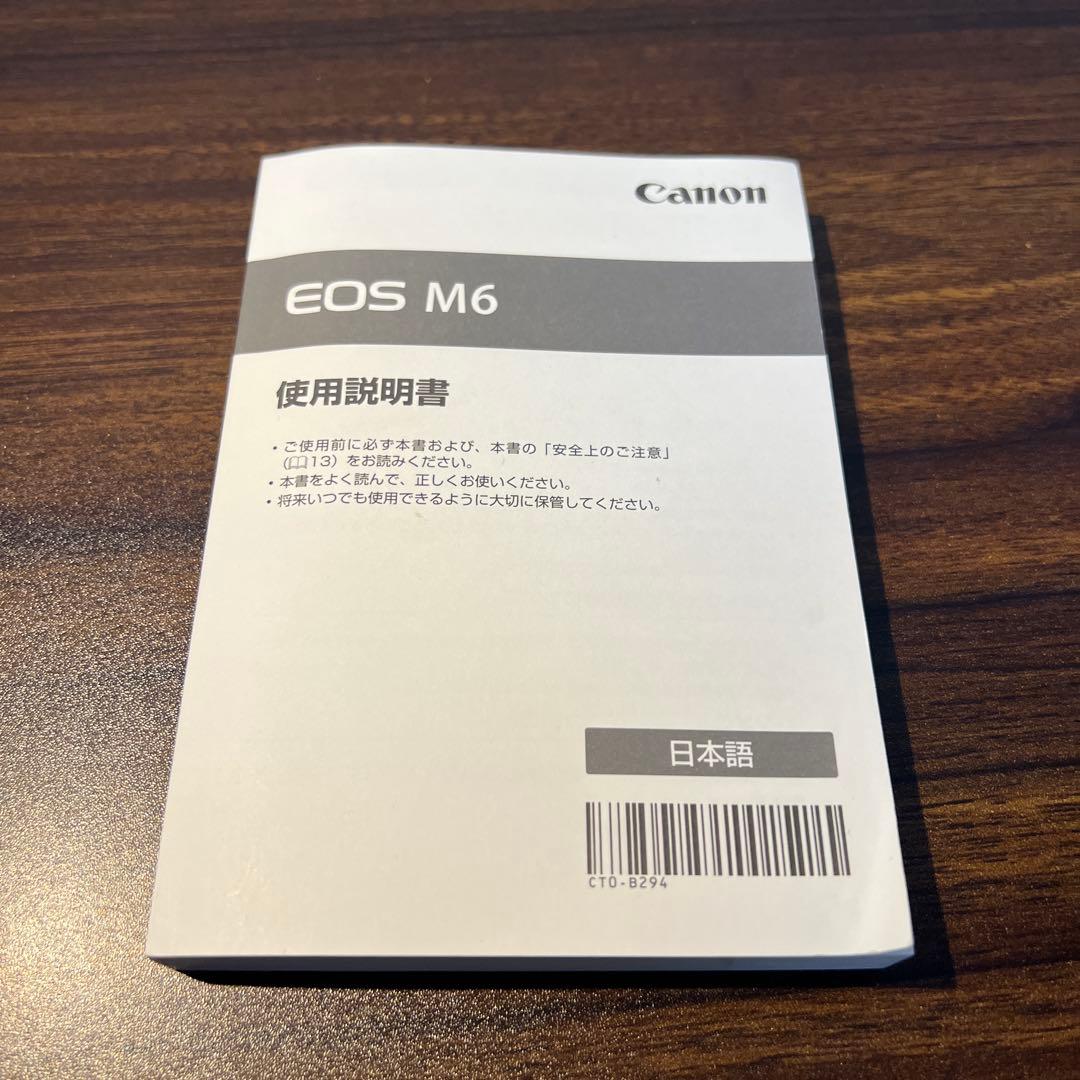 Canon
EOS M6
使用説明書
・ご使用前に必ず本書および、本書の「安全上のご注意」
（📖13）をお読みください。
・本書をよく読んで、正しくお使いください。
・将来いつでも使用できるように大切に保管してください。
日本語
CT0-B294